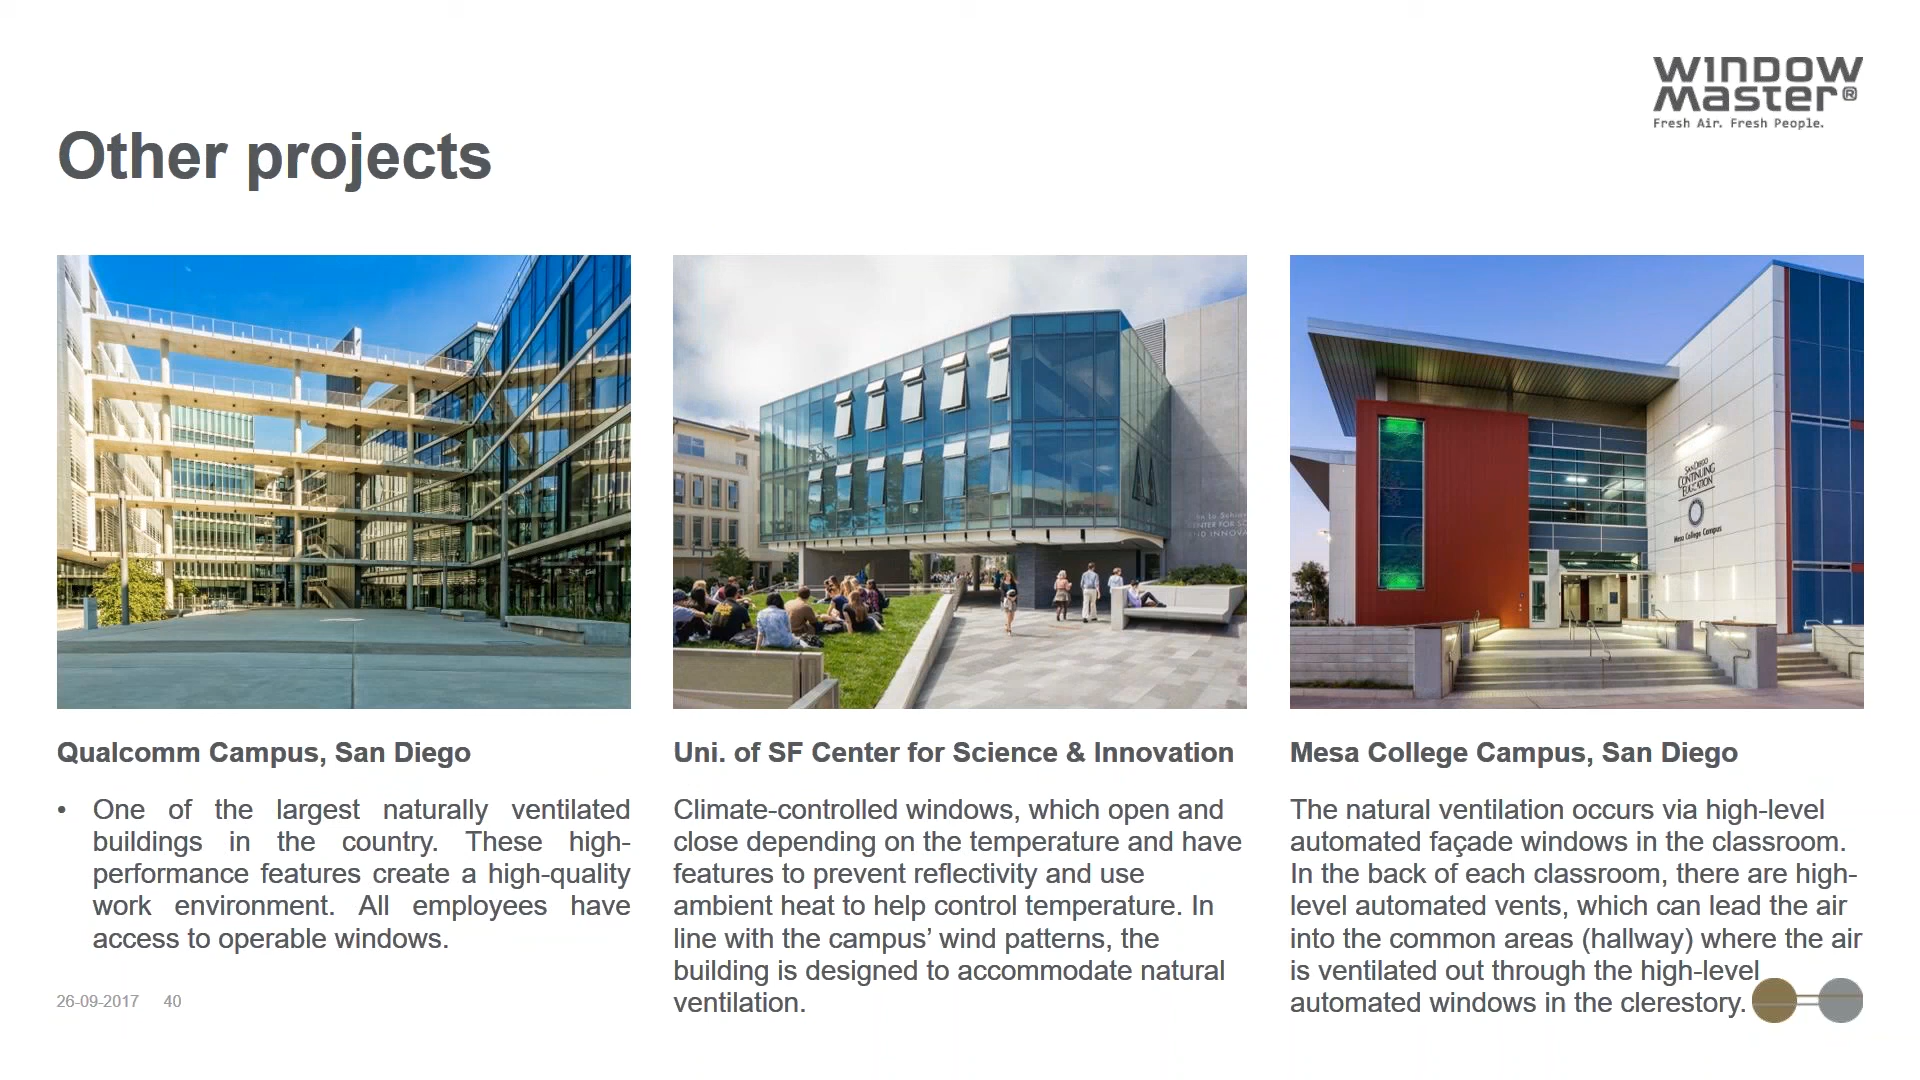 WINDOW
Master®
Fresh Air. Fresh People.
Other projects
SAN DIEGO
CONTINUING
EDUCATION
Mesa College Campus
Qualcomm Campus, San Diego
• One of the largest naturally ventilated
buildings in the country. These high-
performance features create a high-quality
work environment. All employees have
access to operable windows.
Uni. of SF Center for Science & Innovation
Climate-controlled windows, which open and
close depending on the temperature and have
features to prevent reflectivity and use
ambient heat to help control temperature. In
line with the campus’ wind patterns, the
building is designed to accommodate natural
ventilation.
Mesa College Campus, San Diego
The natural ventilation occurs via high-level
automated façade windows in the classroom.
In the back of each classroom, there are high-
level automated vents, which can lead the air
into the common areas (hallway) where the air
is ventilated out through the high-level
automated windows in the clerestory.
26-09-2017 40